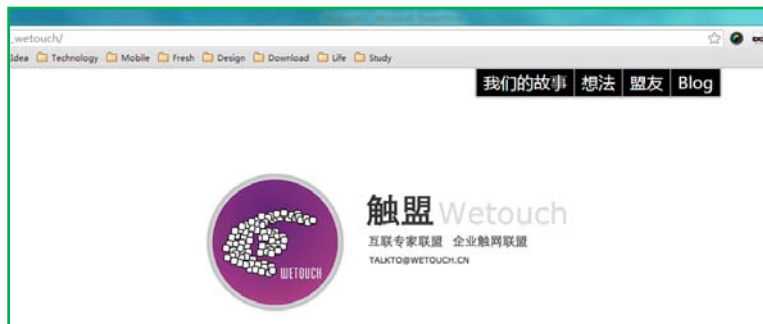 _wetouch/
Idea Technology Mobile Fresh Design Download Life Study
我们的故事 想法 盟友 Blog
触盟 Wetouch
互联专家联盟 企业触网联盟
TALKTO@WETOUCH.CN
WETOUCH